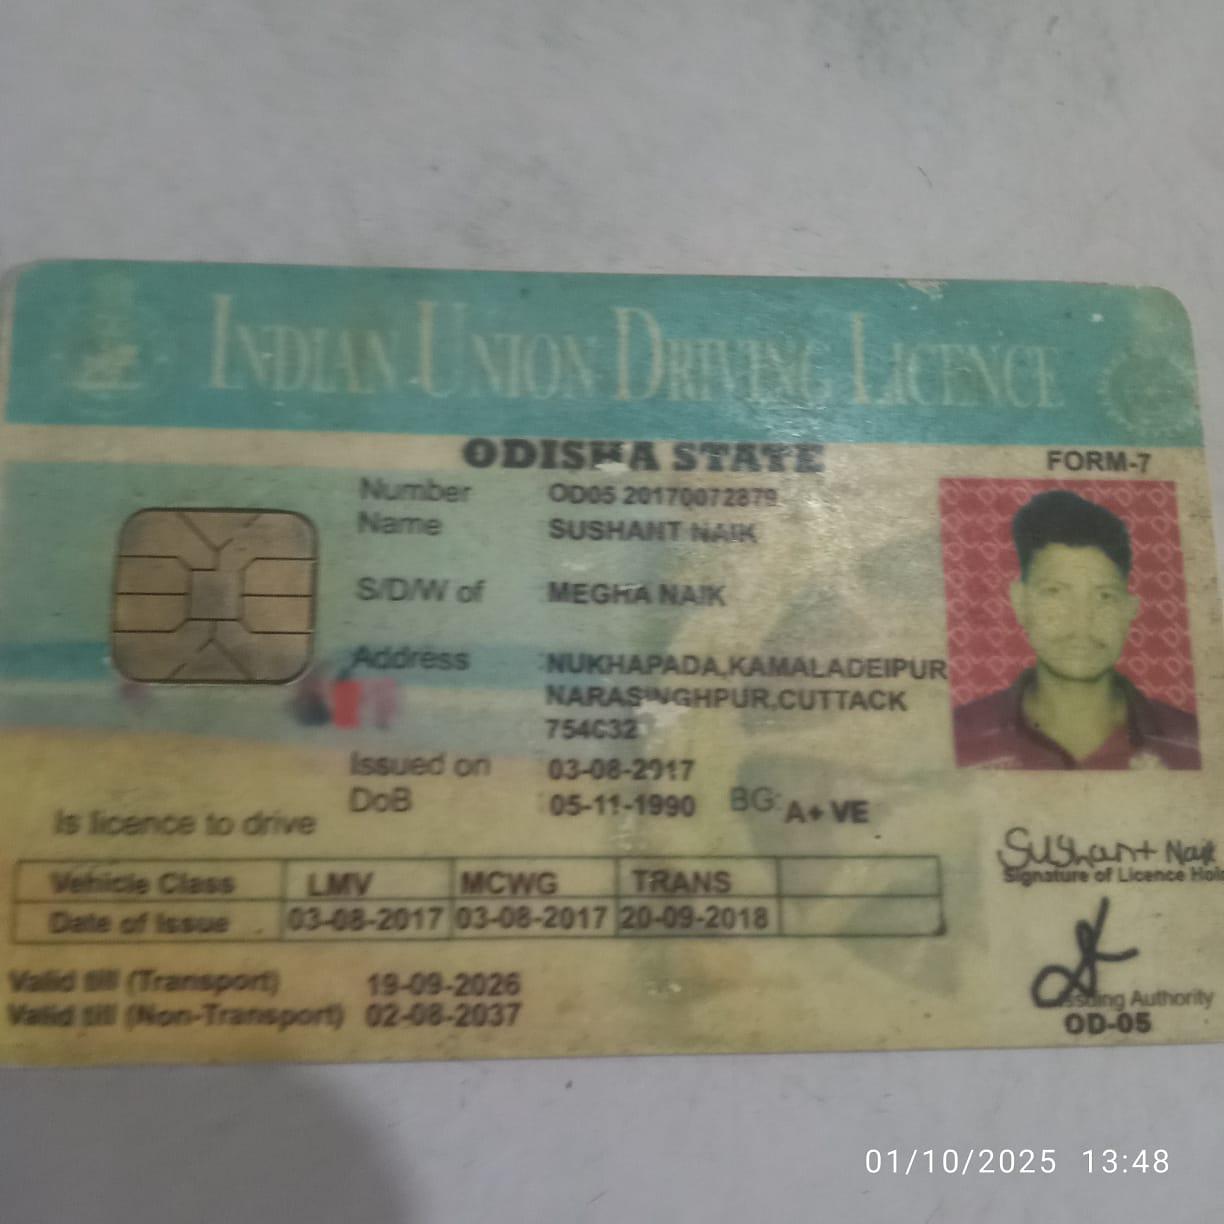 INDIAN UNION DRIVING LICENCE
ODISHA STATE
FORM-7
Number OD05 20170072879
Name SUSHANT NAIK
S/D/W of MEGHA NAIK
Address NUKHAPADA,KAMALADEIPUR
NARASINGHPUR,CUTTACK
754032
Issued on 03-08-2017
DoB 05-11-1990 BG: A+ VE
Is licence to drive
Vehicle Class LMV MCWG TRANS
Date of Issue 03-08-2017 03-08-2017 20-09-2018
Valid till (Transport) 19-09-2026
Valid till (Non-Transport) 02-08-2037
Sushant Naik
Signature of Licence Hol
Issuing Authority
OD-05
01/10/2025 13:48